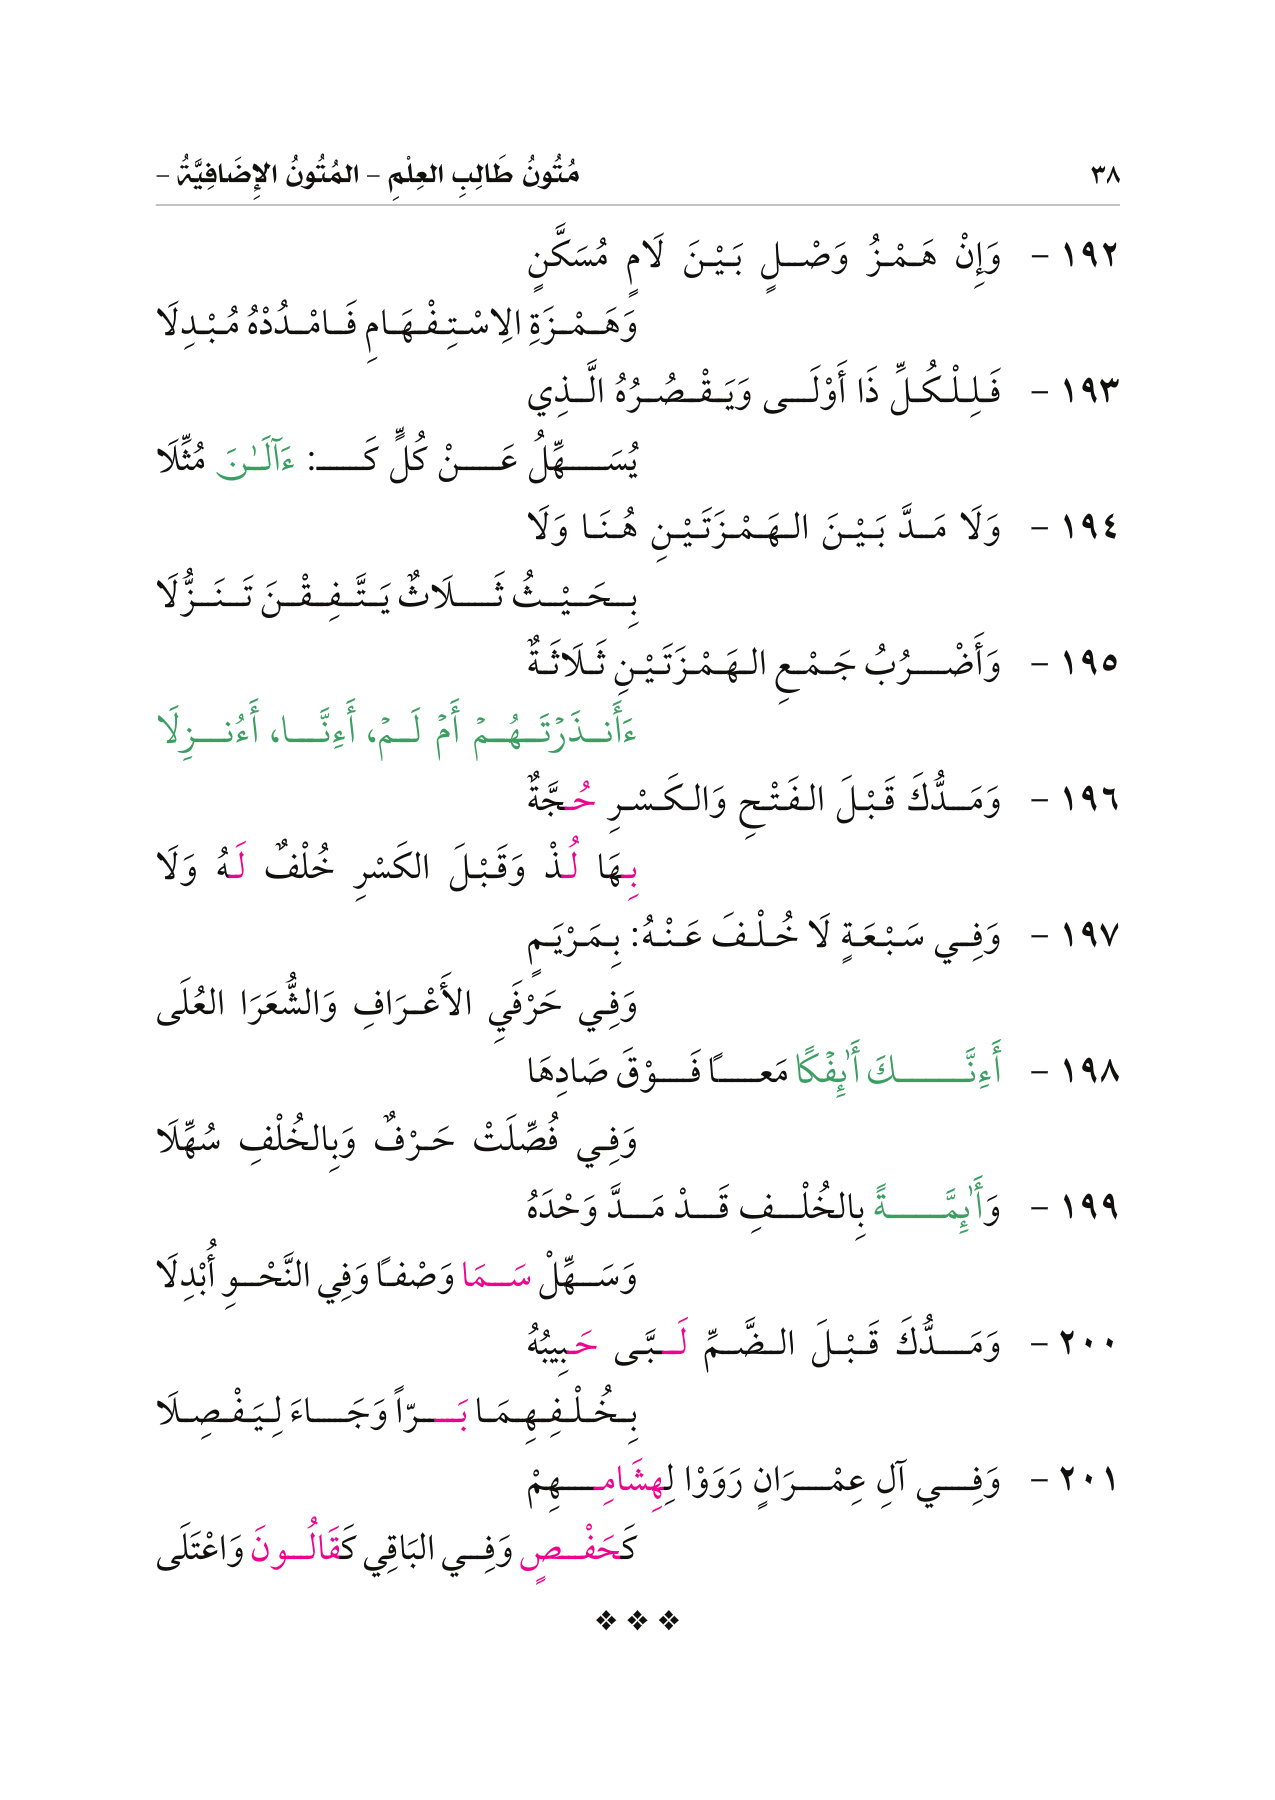 ٣٨ مُتُونُ طَالِبِ العِلْمِ – المُتُونُ الإِضَافِيَّةُ –
١٩٢ – وَإِنْ هَمْزُ وَصْلٍ بَيْنَ لَامٍ مُسَكَّنٍ
وَهَمْزَةِ الِاسْتِفْهَامِ فَامْدُدْهُ مُبْدِلَا
١٩٣ – فَلِلْكُلِّ ذَا أَوْلَى وَيَقْصُرُهُ الَّذِي
يُسَهِّلُ عَنْ كُلٍّ كَـ: ءَآلَـٰنَ مُثِّلَا
١٩٤ – وَلَا مَدَّ بَيْنَ الهَمْزَتَيْنِ هُنَا وَلَا
بِحَيْثُ ثَلَاثٌ يَتَّفِقْنَ تَنَزُّلَا
١٩٥ – وَأَضْرُبُ جَمْعِ الهَمْزَتَيْنِ ثَلَاثَةٌ
ءَأَنذَرۡتَهُمۡ أَمۡ لَمۡ، أَءِنَّا، أَءُنزِلَا
١٩٦ – وَمَدُّكَ قَبْلَ الفَتْحِ وَالكَسْرِ حُجَّةٌ
بِهَا لُذْ وَقَبْلَ الكَسْرِ خُلْفٌ لَهُ وَلَا
١٩٧ – وَفِي سَبْعَةٍ لَا خُلْفَ عَنْهُ: بِمَرْيَمٍ
وَفِي حَرْفَيِ الأَعْرَافِ وَالشُّعَرَا العُلَى
١٩٨ – أَءِنَّكَ أَئِفْكًا مَعًا فَوْقَ صَادِهَا
وَفِي فُصِّلَتْ حَرْفٌ وَبِالخُلْفِ سُهِّلَا
١٩٩ – وَأَئِمَّةً بِالخُلْفِ قَدْ مَدَّ وَحْدَهُ
وَسَهِّلْ سَمَا وَصْفًا وَفِي النَّحْوِ أُبْدِلَا
٢٠٠ – وَمَدُّكَ قَبْلَ الضَّمِّ لَبَّى حَبِيبُهُ
بِخُلْفِهِمَا بَرّاً وَجَاءَ لِيَفْصِلَا
٢٠١ – وَفِي آلِ عِمْرَانٍ رَوَوْا لِهِشَامِهِمْ
كَحَفْصٍ وَفِي البَاقِي كَقَالُونَ وَاعْتَلَى